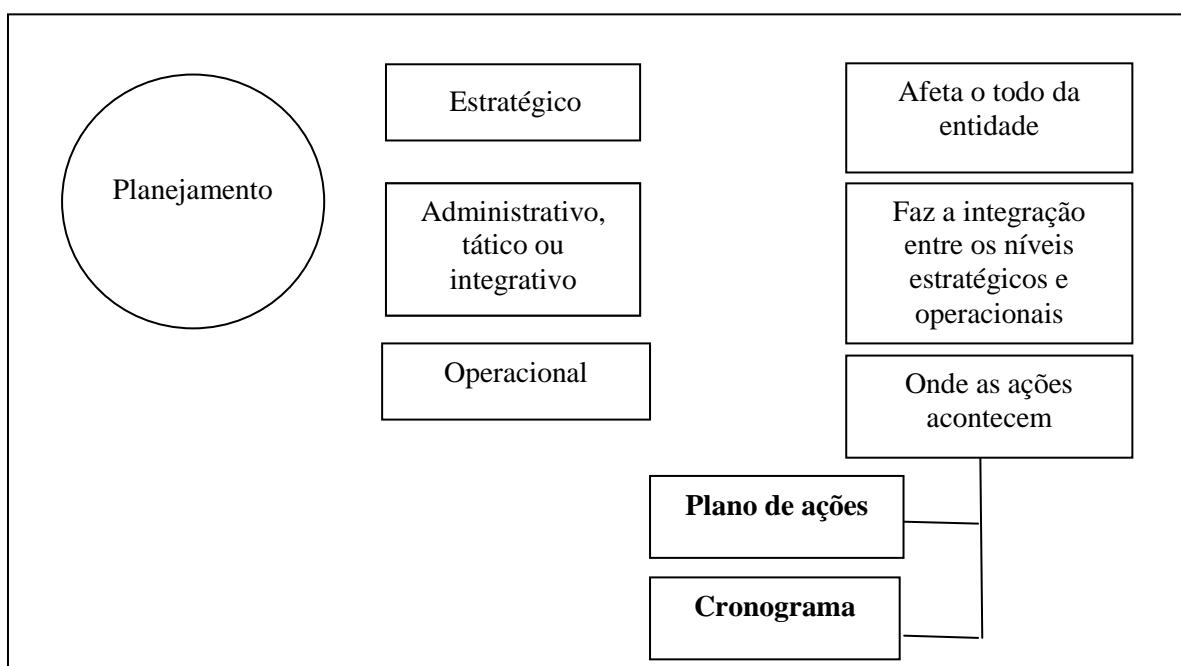 Planejamento
Estratégico
Administrativo,
tático ou
integrativo
Operacional
Afeta o todo da
entidade
Faz a integração
entre os níveis
estratégicos e
operacionais
Onde as ações
acontecem
Plano de ações
Cronograma